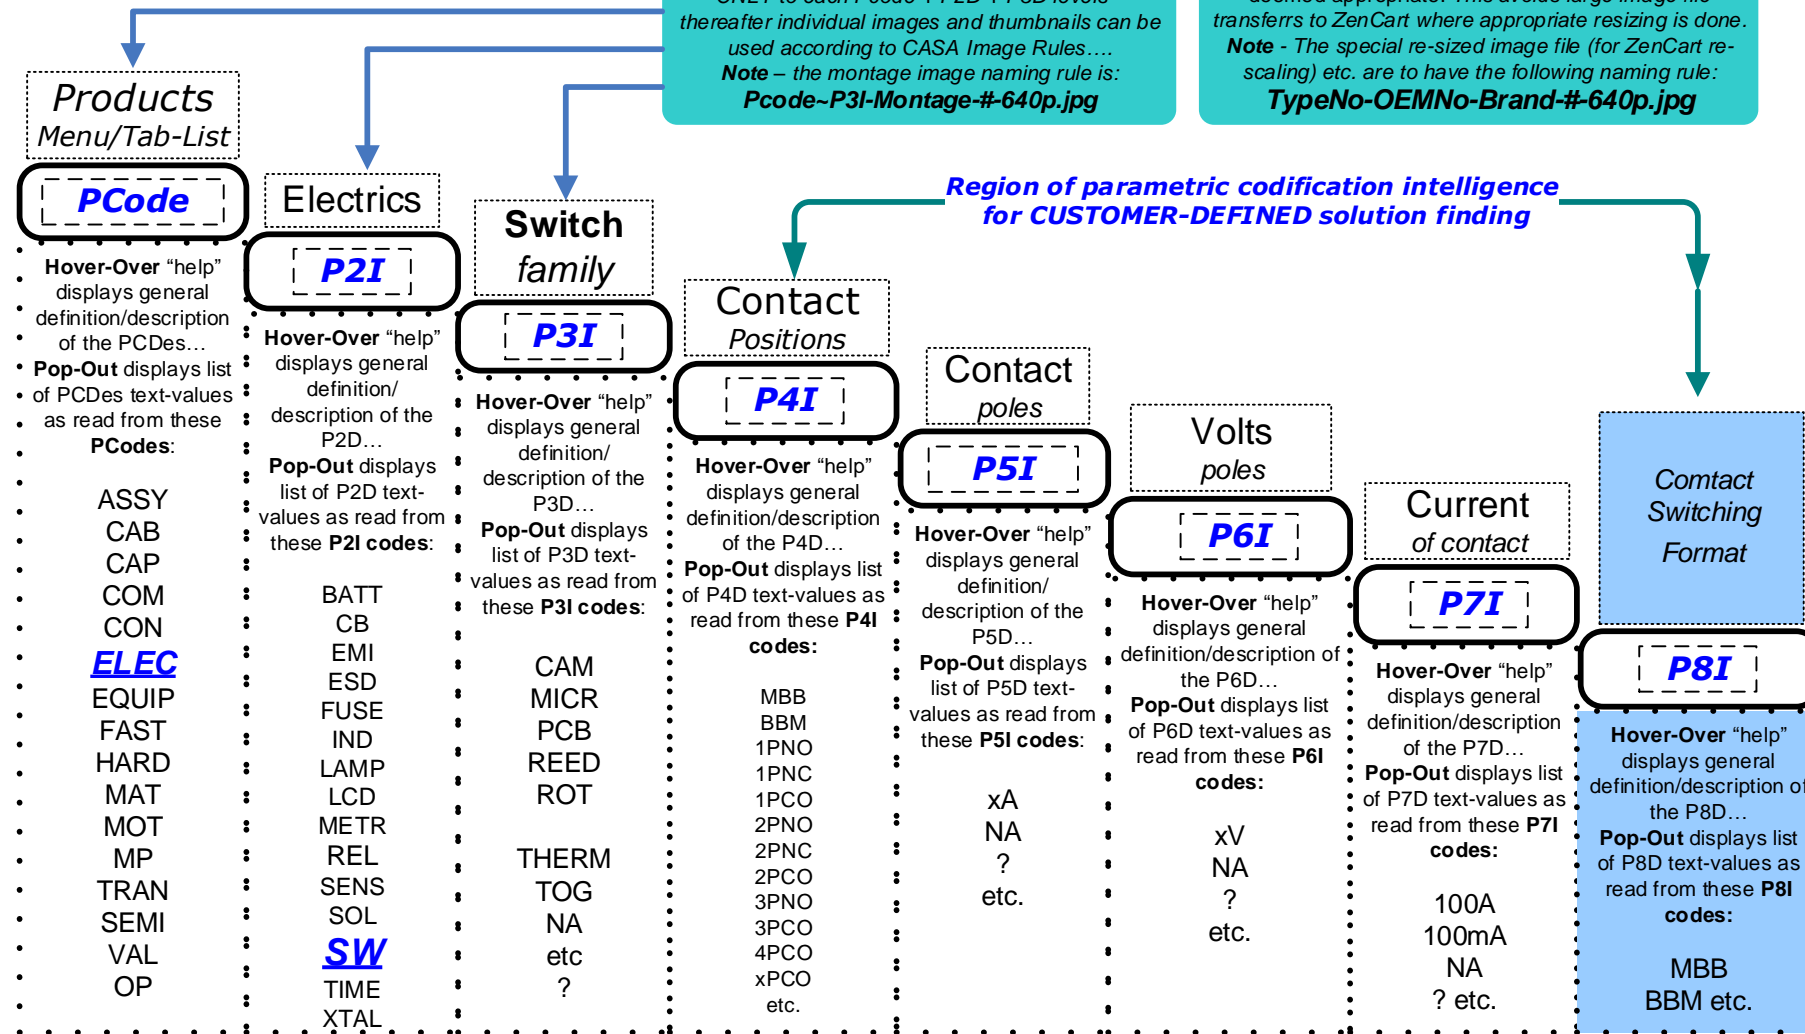 ONLY to each Pcode + P2D + P3D levels
thereafter individual images and thumbnails can be
used according to CASA Image Rules….
Note – the montage image naming rule is:
Pcode~P3I-Montage-#-640p.jpg
deemed appropriate. This avoids large image file
transferrs to ZenCart where appropriate resizing is done.
Note - The special re-sized image file (for ZenCart re-
scaling) etc. are to have the following naming rule:
TypeNo-OEMNo-Brand-#-640p.jpg
Region of parametric codification intelligence
for CUSTOMER-DEFINED solution finding
Products
Menu/Tab-List
PCode
Hover-Over “help”
displays general
definition/description
of the PCDes…
Pop-Out displays list
of PCDes text-values
as read from these
PCodes:
ASSY
CAB
CAP
COM
CON
ELEC
EQUIP
FAST
HARD
MAT
MOT
MP
TRAN
SEMI
VAL
OP
Electrics
P2I
Hover-Over “help”
displays general
definition/
description of the
P2D…
Pop-Out displays
list of P2D text-
values as read from
these P2I codes:
BATT
CB
EMI
ESD
FUSE
IND
LAMP
LCD
METR
REL
SENS
SOL
SW
TIME
XTAL
Switch
family
P3I
Hover-Over “help”
displays general
definition/
description of the
P3D…
Pop-Out displays
list of P3D text-
values as read from
these P3I codes:
CAM
MICR
PCB
REED
ROT
THERM
TOG
NA
etc
?
Contact
Positions
P4I
Hover-Over “help”
displays general
definition/description
of the P4D…
Pop-Out displays list
of P4D text-values as
read from these P4I
codes:
MBB
BBM
1PNO
1PNC
1PCO
2PNO
2PNC
2PCO
3PNO
3PCO
4PCO
xPCO
etc.
Contact
poles
P5I
Hover-Over “help”
displays general
definition/
description of the
P5D…
Pop-Out displays
list of P5D text-
values as read from
these P5I codes:
xA
NA
?
etc.
Volts
poles
P6I
Hover-Over “help”
displays general
definition/description of
the P6D…
Pop-Out displays list
of P6D text-values as
read from these P6I
codes:
xV
NA
?
etc.
Current
of contact
P7I
Hover-Over “help”
displays general
definition/description
of the P7D…
Pop-Out displays list
of P7D text-values as
read from these P7I
codes:
100A
100mA
NA
? etc.
Comtact
Switching
Format
P8I
Hover-Over “help”
displays general
definition/description of
the P8D…
Pop-Out displays list
of P8D text-values as
read from these P8I
codes:
MBB
BBM etc.